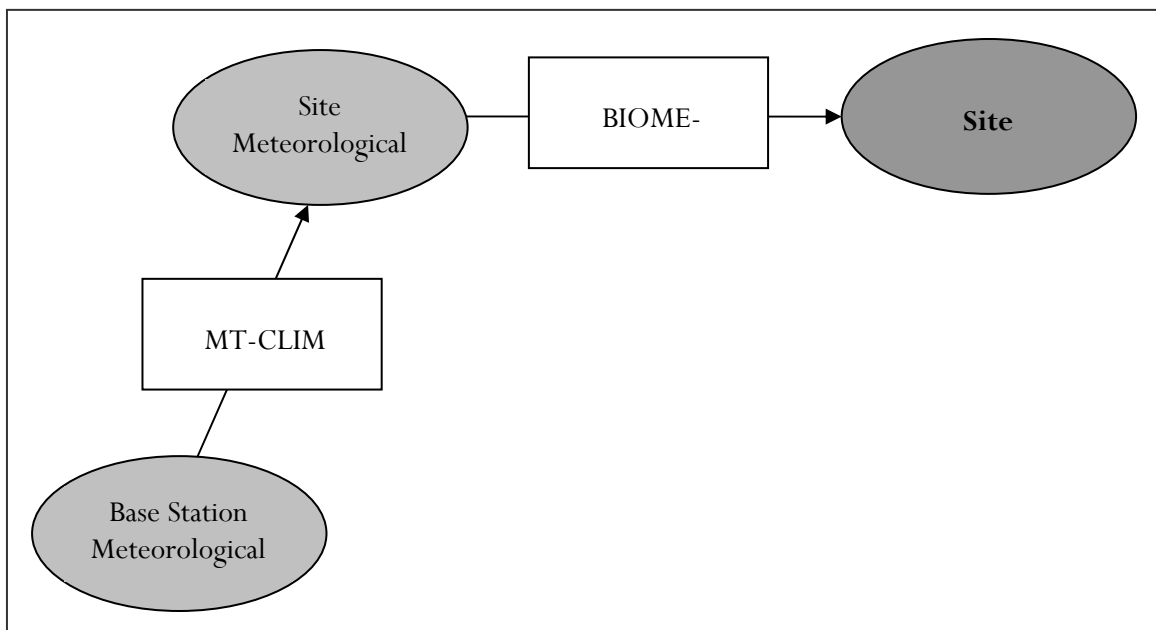 Site
Meteorological
BIOME-
Site
MT-CLIM
Base Station
Meteorological